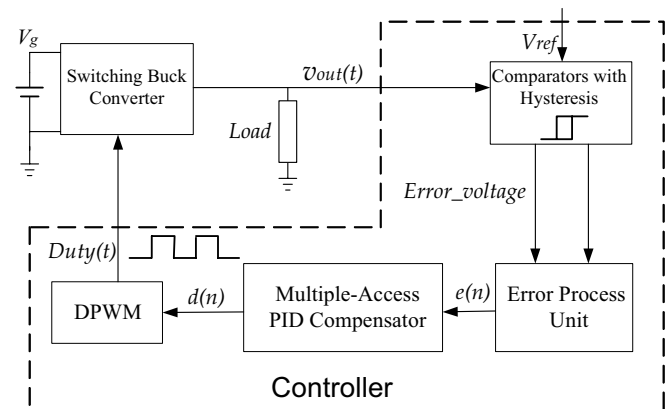 Vg
Switching Buck
Converter
vout(t)
Load
Vref
Comparators with
Hysteresis
Error_voltage
Duty(t)
DPWM
d(n)
Multiple-Access
PID Compensator
e(n)
Error Process
Unit
Controller